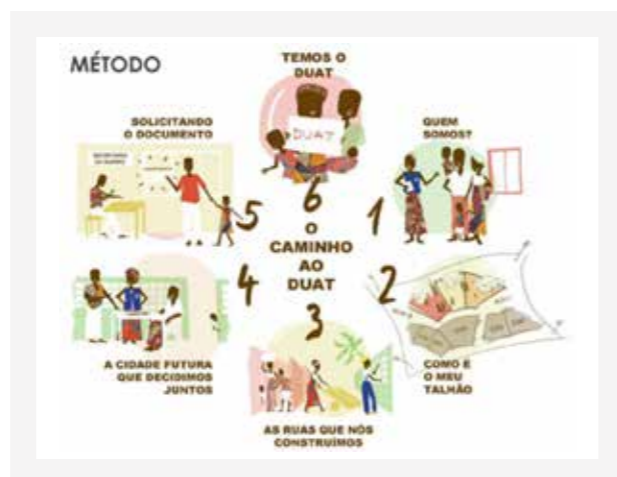 MÉTODO
TEMOS O
DUAT
DUAT
SOLICITANDO
O DOCUMENTO
QUEM
SOMOS?
6
5
1
O
CAMINHO
AO
DUAT
4
2
3
A CIDADE FUTURA
QUE DECIDIMOS
JUNTOS
COMO É
O MEU
TALHÃO
AS RUAS QUE NÓS
CONSTRUÍMOS